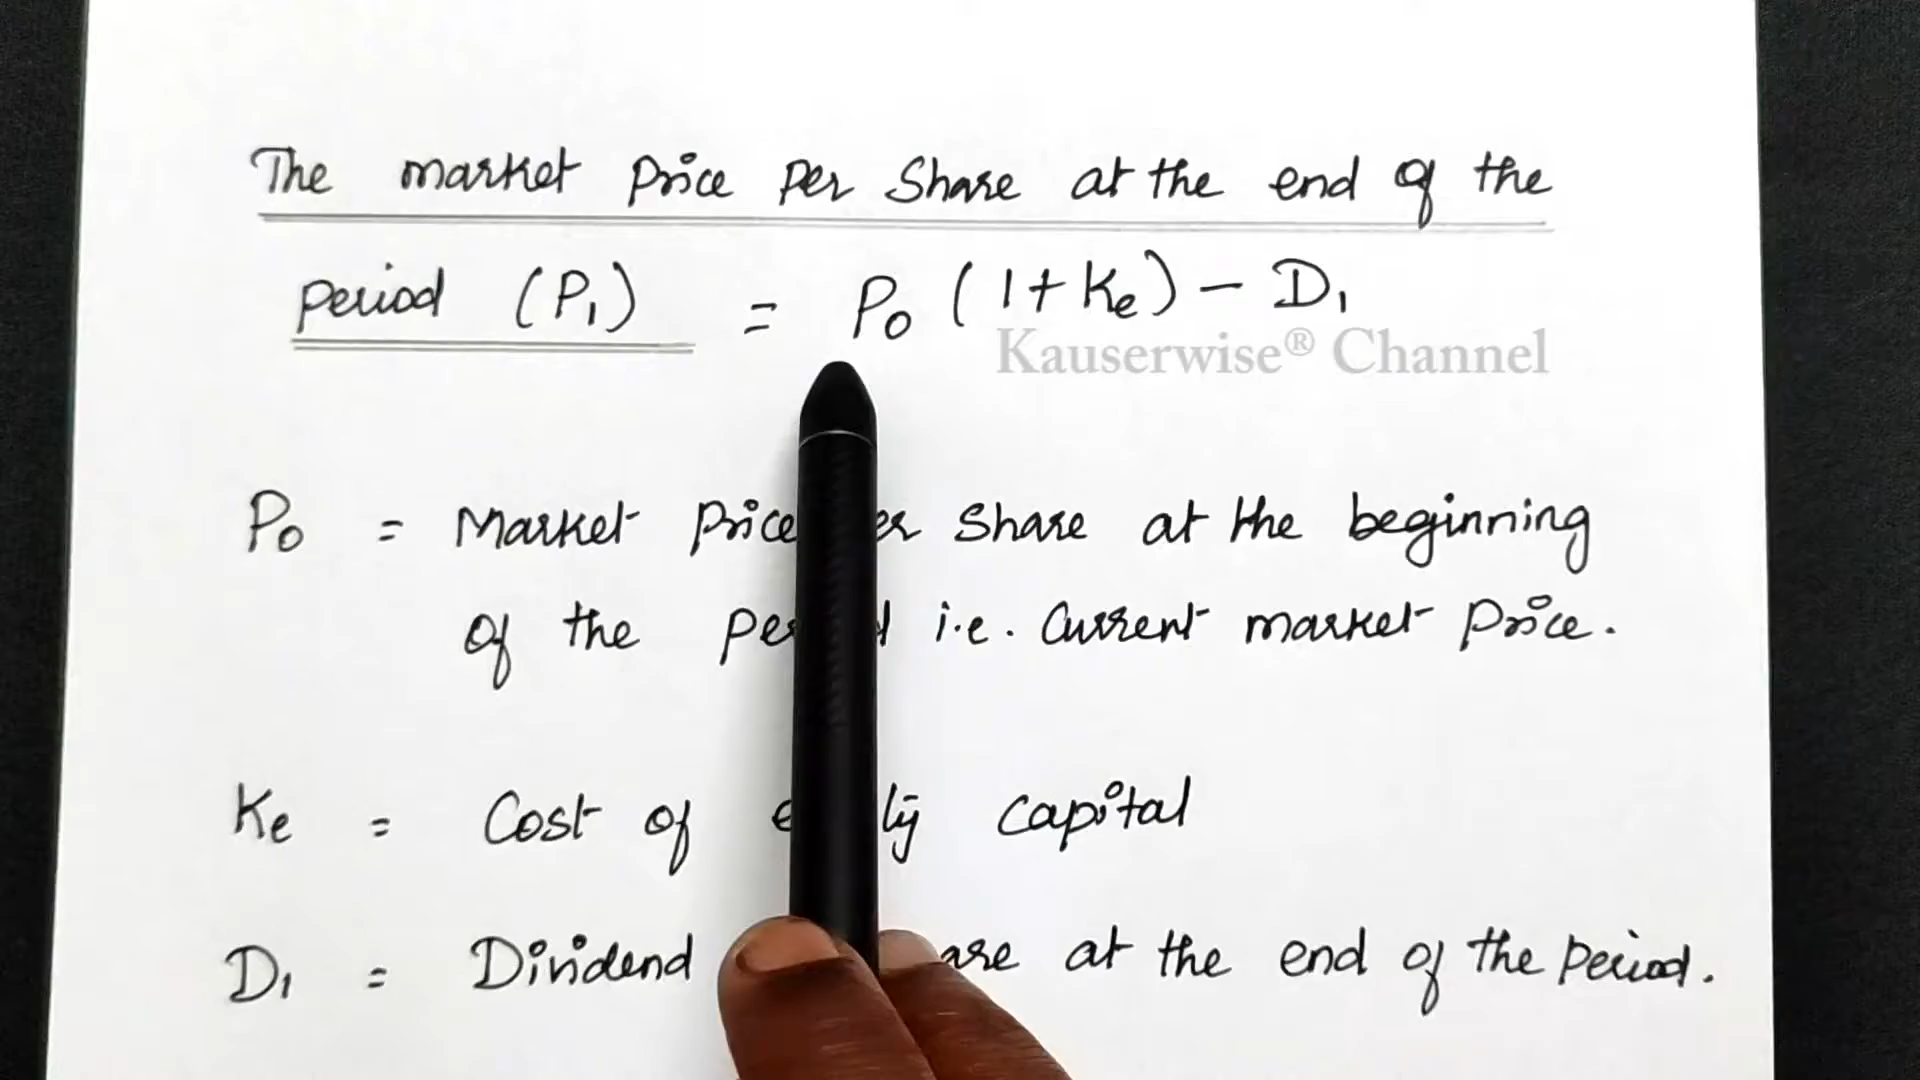 The market price per share at the end of the
period (P1) = P0 (1+Ke) - D1
Kauserwise® Channel
P0 = Market price share at the beginning
of the i.e. Current market price.
Ke = Cost of capital
D1 = Dividend at the end of the period.